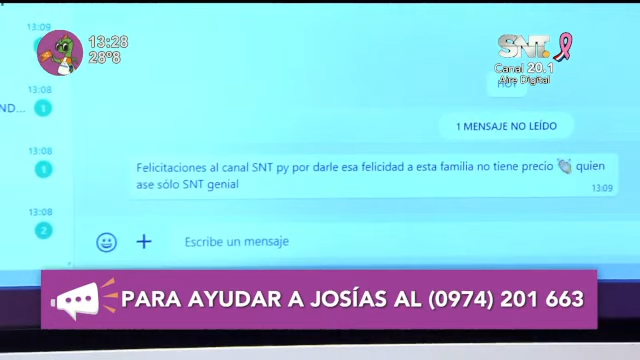 13:09
13:28
28°8
SNT
Canal 20.1
Aire Digital
HOY
13:08
ND...
1
1 MENSAJE NO LEÍDO
13:08
1
Felicitaciones al canal SNT py por darle esa felicidad a esta familia no tiene precio 👏 quien
ase sólo SNT genial
13:09
13:08
2
Escribe un mensaje
PARA AYUDAR A JOSÍAS AL (0974) 201 663